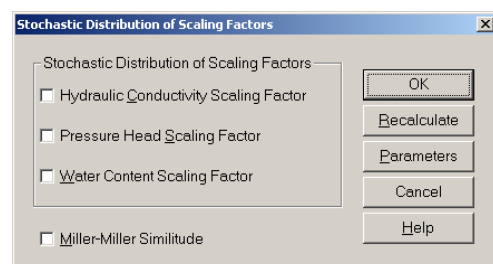 Stochastic Distribution of Scaling Factors
Stochastic Distribution of Scaling Factors
Hydraulic Conductivity Scaling Factor
Pressure Head Scaling Factor
Water Content Scaling Factor
Miller-Miller Similitude
OK
Recalculate
Parameters
Cancel
Help